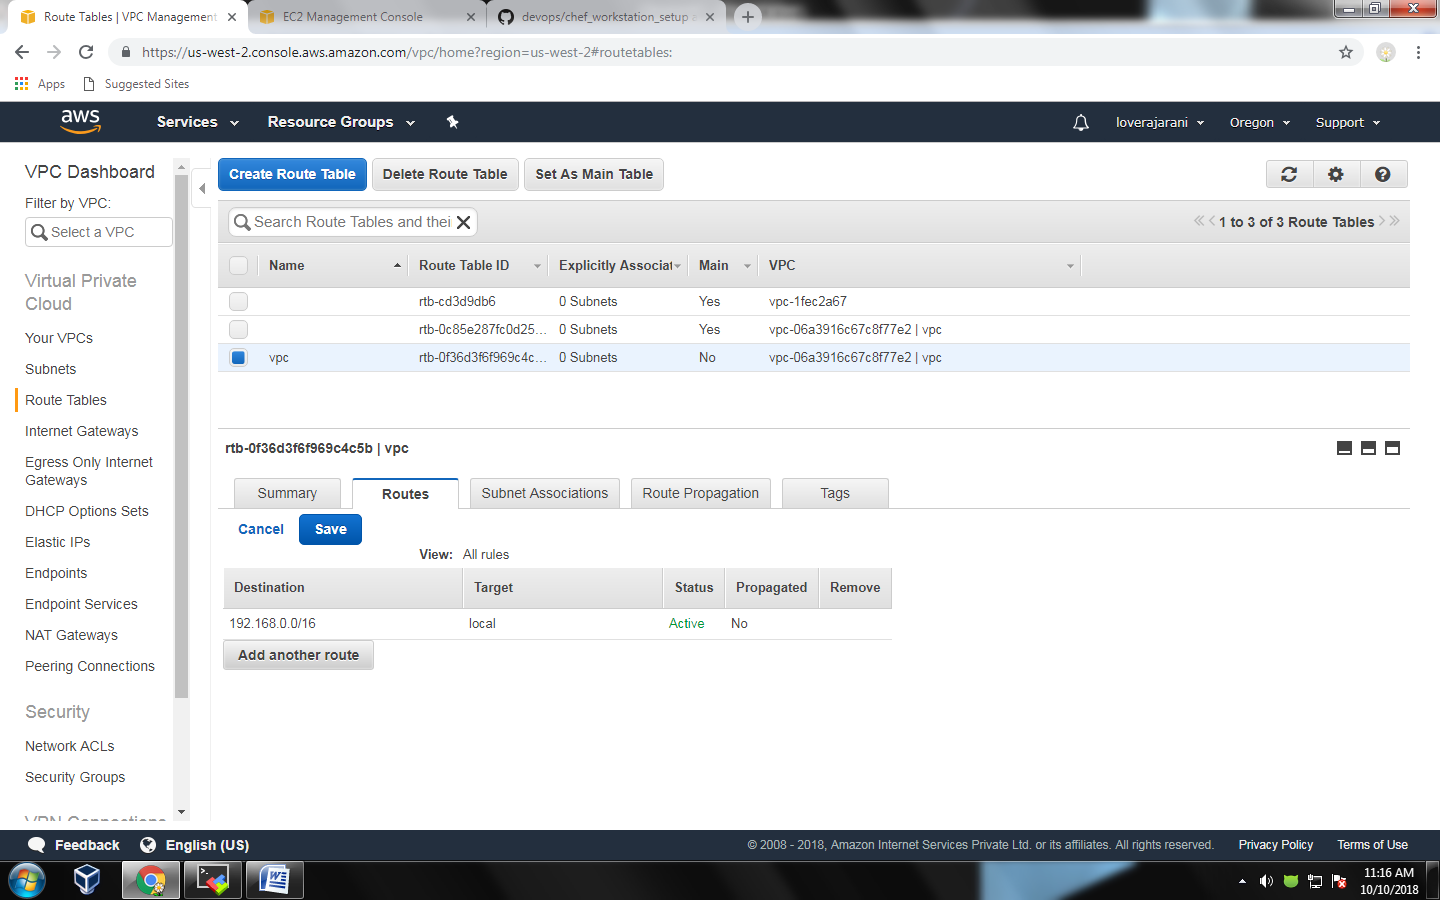 Route Tables | VPC Management
EC2 Management Console
devops/chef_workstation_setup a
https://us-west-2.console.aws.amazon.com/vpc/home?region=us-west-2#routetables:
Apps
Suggested Sites
aws
Services
Resource Groups
loverajarani
Oregon
Support
VPC Dashboard
Filter by VPC:
Select a VPC
Virtual Private
Cloud
Your VPCs
Subnets
Route Tables
Internet Gateways
Egress Only Internet
Gateways
DHCP Options Sets
Elastic IPs
Endpoints
Endpoint Services
NAT Gateways
Peering Connections
Security
Network ACLs
Security Groups
VPN Connections
Create Route Table
Delete Route Table
Set As Main Table
Search Route Tables and thei
1 to 3 of 3 Route Tables
Name Route Table ID Explicitly Associat Main VPC
rtb-cd3d9db6 0 Subnets Yes vpc-1fec2a67
rtb-0c85e287fc0d25... 0 Subnets Yes vpc-06a3916c67c8f77e2 | vpc
vpc rtb-0f36d3f6f969c4c... 0 Subnets No vpc-06a3916c67c8f77e2 | vpc
rtb-0f36d3f6f969c4c5b | vpc
Summary
Routes
Subnet Associations
Route Propagation
Tags
Cancel
Save
View: All rules
Destination Target Status Propagated Remove
192.168.0.0/16 local Active No
Add another route
Feedback
English (US)
© 2008 - 2018, Amazon Internet Services Private Ltd. or its affiliates. All rights reserved.
Privacy Policy
Terms of Use
11:16 AM
10/10/2018